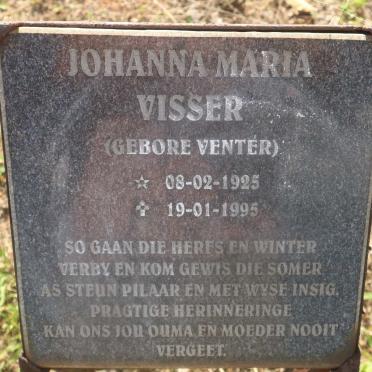 JOHANNA MARIA
VISSER
(GEBORE VENTER)
☆ 08-02-1925
✞ 19-01-1995
SO GAAN DIE HERFS EN WINTER
VERBY EN KOM GEWIS DIE SOMER
AS STEUN PILAAR EN MET WYSE INSIG,
PRAGTIGE HERINNERINGE
KAN ONS JOU OUMA EN MOEDER NOOIT
VERGEET.